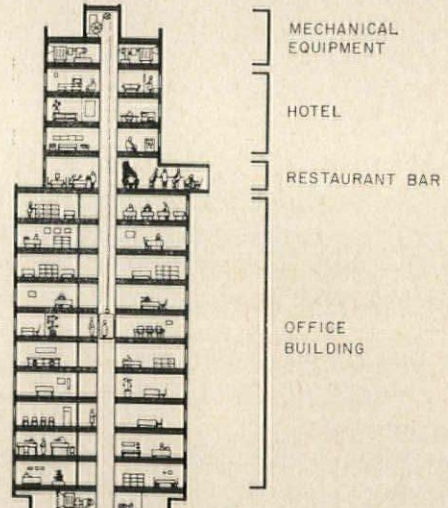 MECHANICAL
EQUIPMENT
HOTEL
RESTAURANT BAR
OFFICE
BUILDING